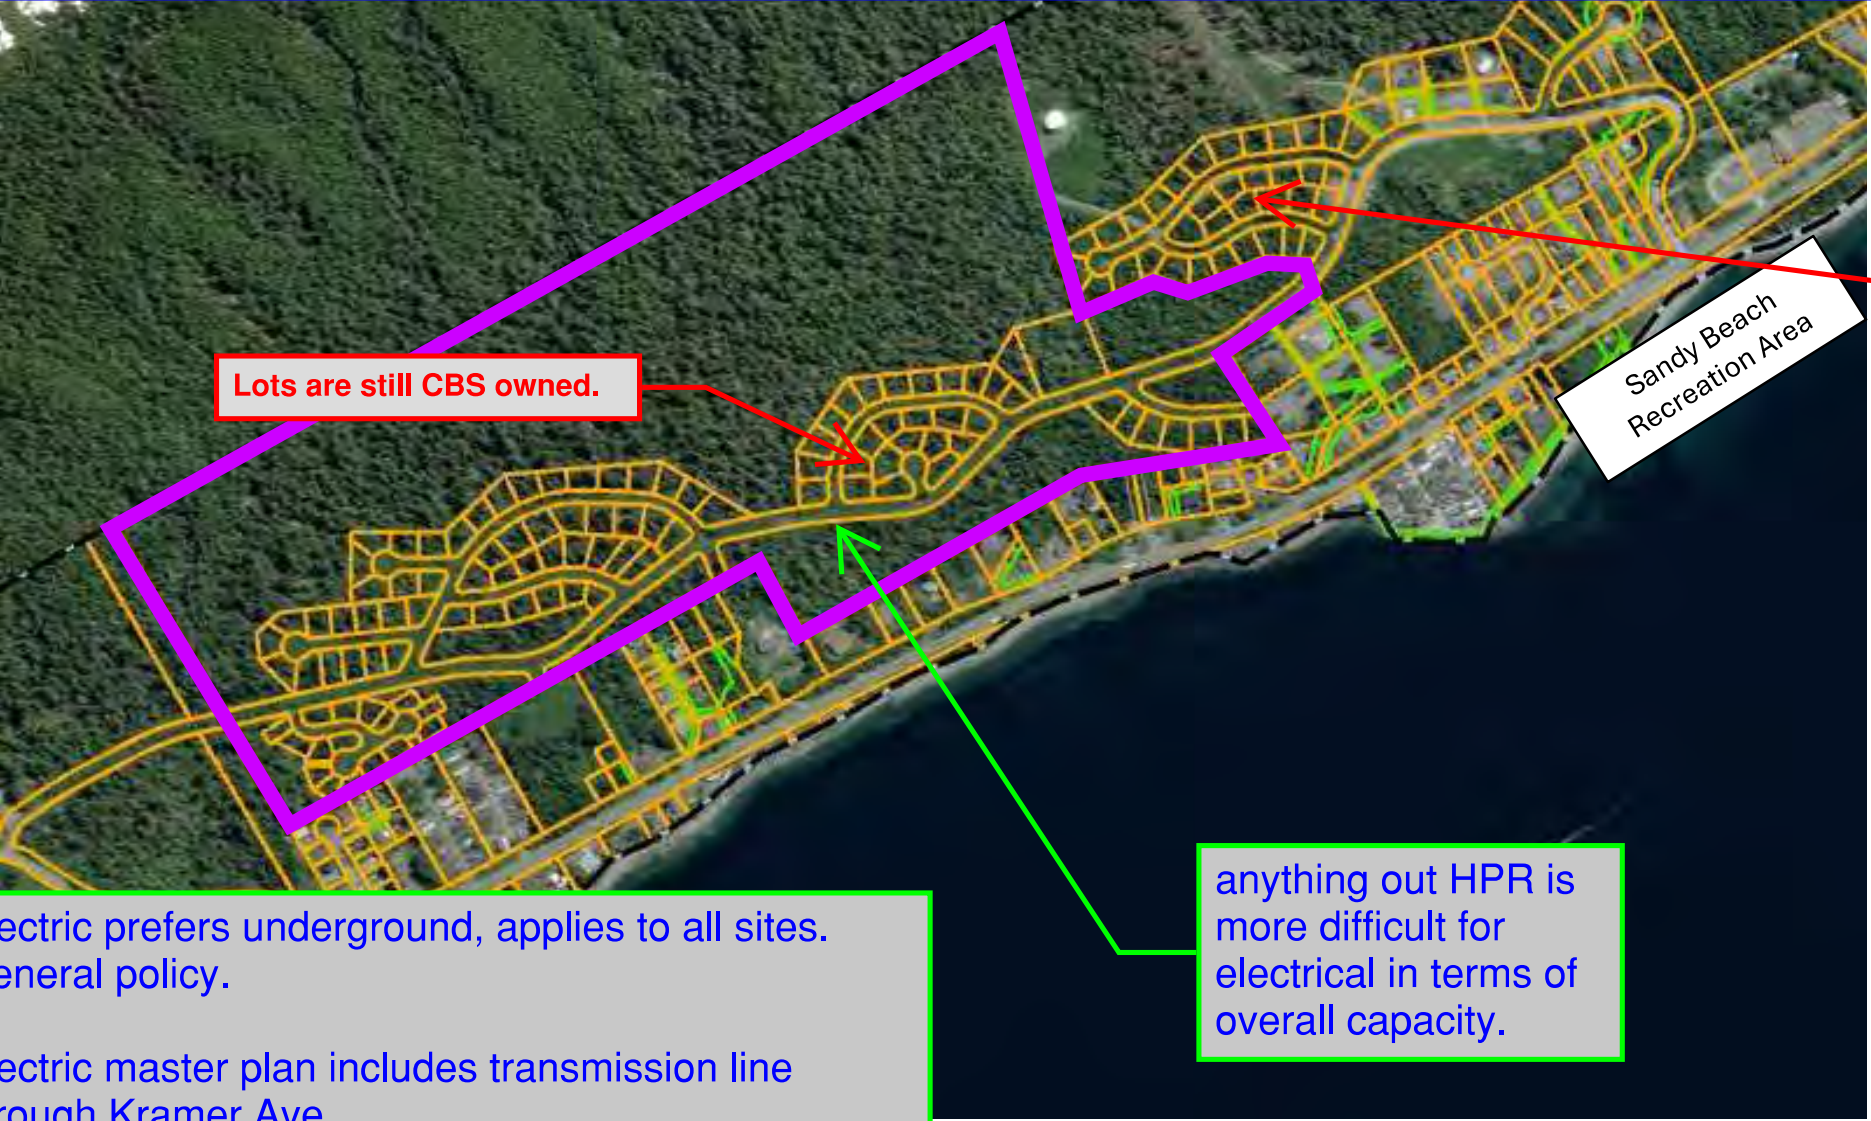 Lots are still CBS owned.
Sandy Beach
Recreation Area
anything out HPR is
more difficult for
electrical in terms of
overall capacity.
ectric prefers underground, applies to all sites.
eneral policy.
ectric master plan includes transmission line
rough Kramer Ave